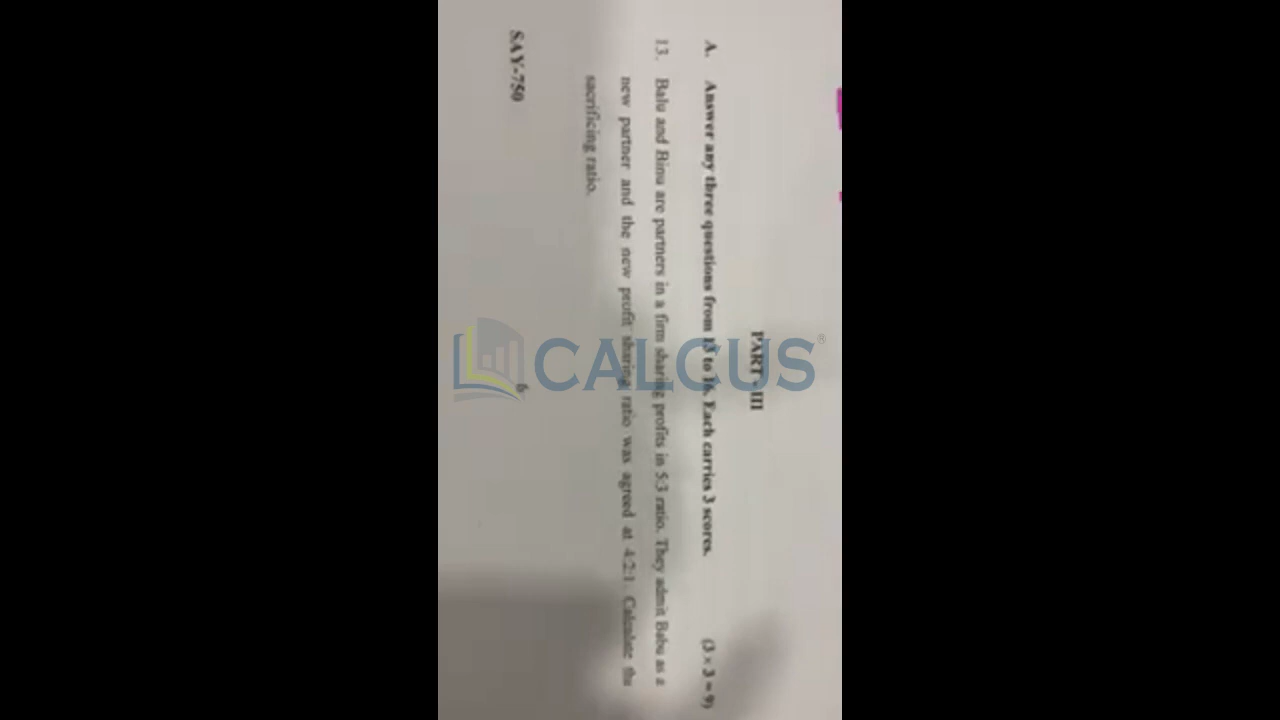 PART - III
A. Answer any three questions from 13 to 16. Each carries 3 scores. (3 × 3 = 9)
13. Balu and Binu are partners in a firm sharing profits in 5:3 ratio. They admit Babu as a
new partner and the new profit sharing ratio was agreed at 4:2:1. Calculate the
sacrificing ratio.
SAY-750 6
CALCUS®